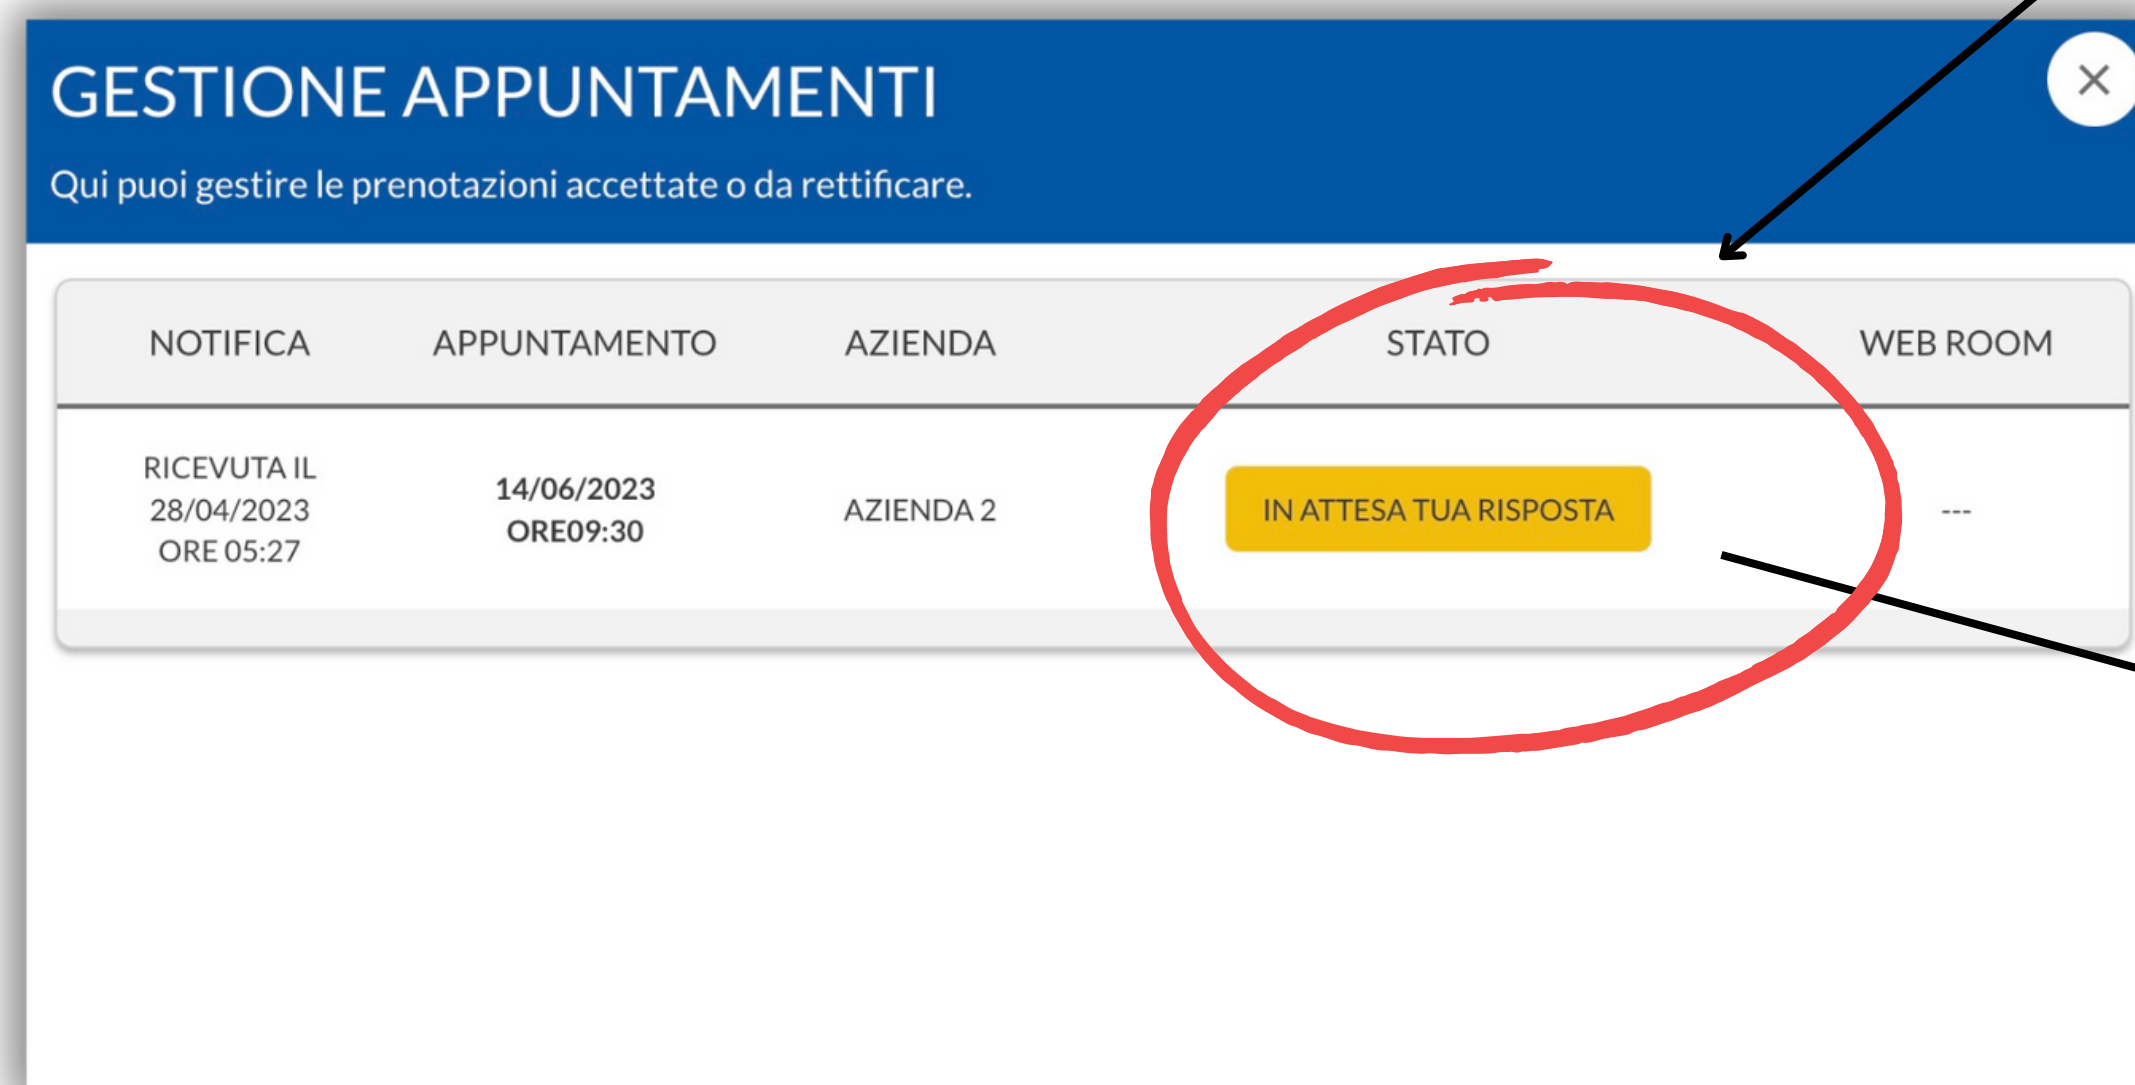 GESTIONE APPUNTAMENTI
Qui puoi gestire le prenotazioni accettate o da rettificare.
NOTIFICA APPUNTAMENTO AZIENDA STATO WEB ROOM
RICEVUTA IL
28/04/2023
ORE 05:27
14/06/2023
ORE09:30
AZIENDA 2
IN ATTESA TUA RISPOSTA
---